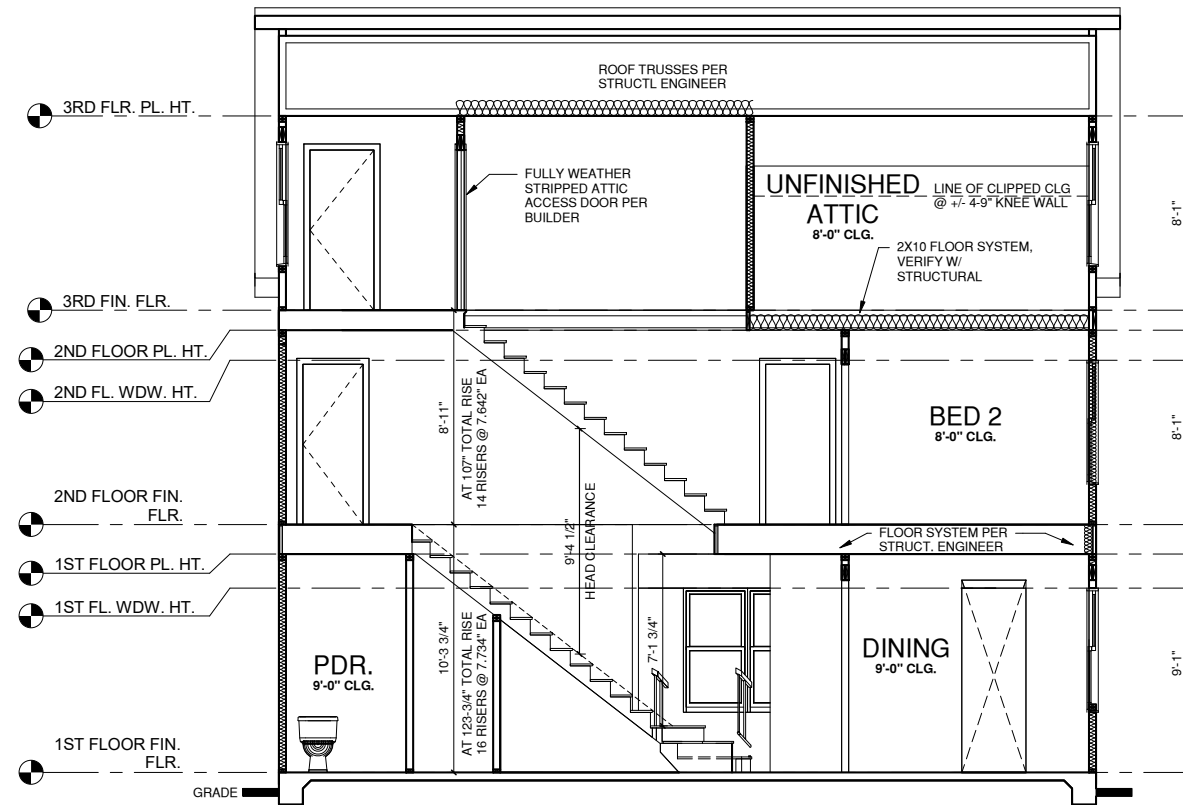 ROOF TRUSSES PER
STRUCTL ENGINEER
3RD FLR. PL. HT.
FULLY WEATHER
STRIPPED ATTIC
ACCESS DOOR PER
BUILDER
UNFINISHED
ATTIC
8'-0" CLG.
LINE OF CLIPPED CLG
@ +/- 4-9" KNEE WALL
8'-1"
2X10 FLOOR SYSTEM,
VERIFY W/
STRUCTURAL
3RD FIN. FLR.
2ND FLOOR PL. HT.
2ND FL. WDW. HT.
8'-11"
AT 107" TOTAL RISE
14 RISERS @ 7.642" EA
BED 2
8'-0" CLG.
8'-1"
9'-4 1/2"
HEAD CLEARANCE
2ND FLOOR FIN.
FLR.
FLOOR SYSTEM PER
STRUCT. ENGINEER
1ST FLOOR PL. HT.
1ST FL. WDW. HT.
PDR.
9'-0" CLG.
10'-3 3/4"
AT 123-3/4" TOTAL RISE
16 RISERS @ 7.734" EA
7'-1 3/4"
DINING
9'-0" CLG.
9'-1"
1ST FLOOR FIN.
FLR.
GRADE